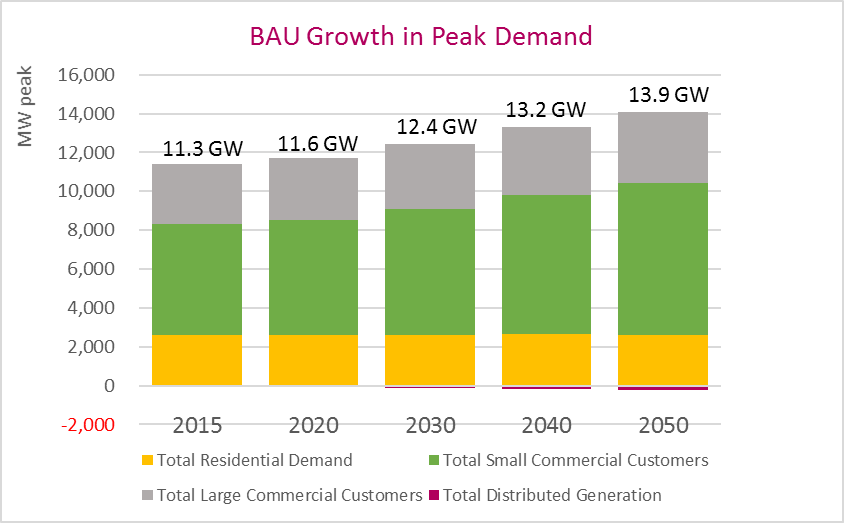 BAU Growth in Peak Demand
MW peak
16,000
14,000
12,000
10,000
8,000
6,000
4,000
2,000
0
-2,000
11.3 GW
11.6 GW
12.4 GW
13.2 GW
13.9 GW
2015 2020 2030 2040 2050
Total Residential Demand Total Small Commercial Customers
Total Large Commercial Customers Total Distributed Generation